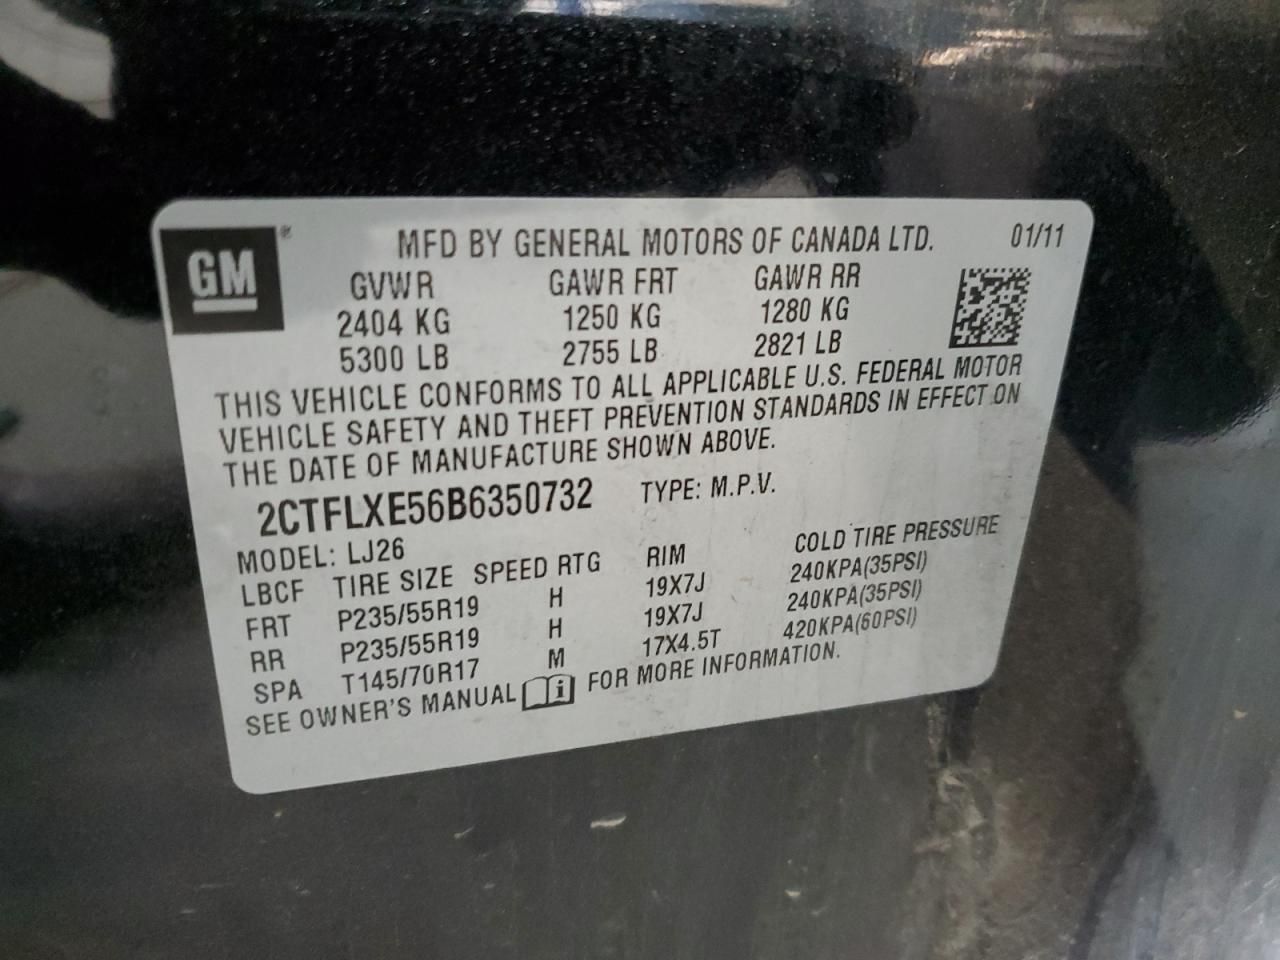 GM ® MFD BY GENERAL MOTORS OF CANADA LTD. 01/11
GVWR GAWR FRT GAWR RR
2404 KG 1250 KG 1280 KG
5300 LB 2755 LB 2821 LB
THIS VEHICLE CONFORMS TO ALL APPLICABLE U.S. FEDERAL MOTOR
VEHICLE SAFETY AND THEFT PREVENTION STANDARDS IN EFFECT ON
THE DATE OF MANUFACTURE SHOWN ABOVE.
2CTFLXE56B6350732 TYPE: M.P.V.
MODEL: LJ26
LBCF TIRE SIZE SPEED RTG RIM COLD TIRE PRESSURE
FRT P235/55R19 H 19X7J 240KPA(35PSI)
RR P235/55R19 H 19X7J 240KPA(35PSI)
SPA T145/70R17 M 17X4.5T 420KPA(60PSI)
SEE OWNER'S MANUAL i FOR MORE INFORMATION.